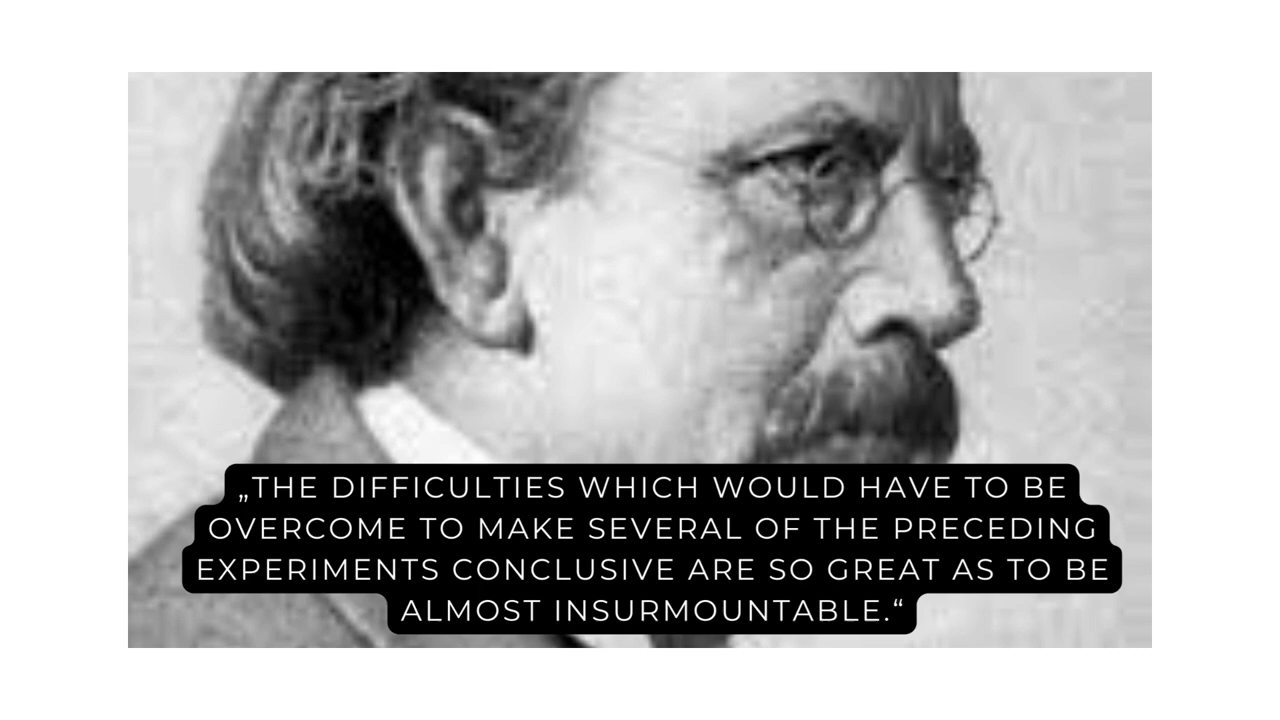 „THE DIFFICULTIES WHICH WOULD HAVE TO BE
OVERCOME TO MAKE SEVERAL OF THE PRECEDING
EXPERIMENTS CONCLUSIVE ARE SO GREAT AS TO BE
ALMOST INSURMOUNTABLE.“